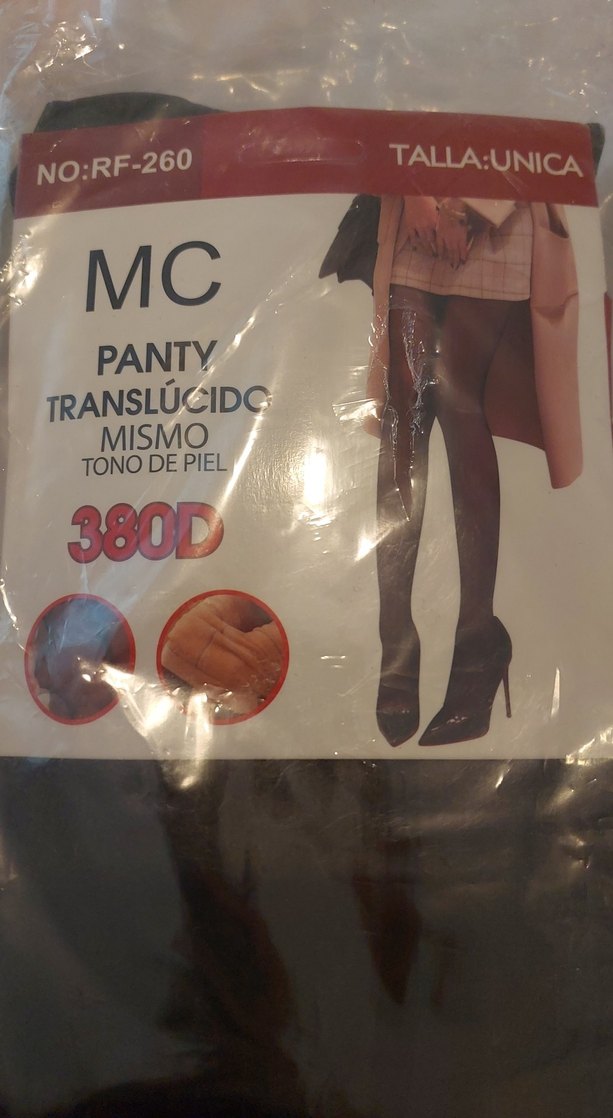 NO:RF-260
TALLA:UNICA
MC
PANTY
TRANSLÚCIDO
MISMO
TONO DE PIEL
380D